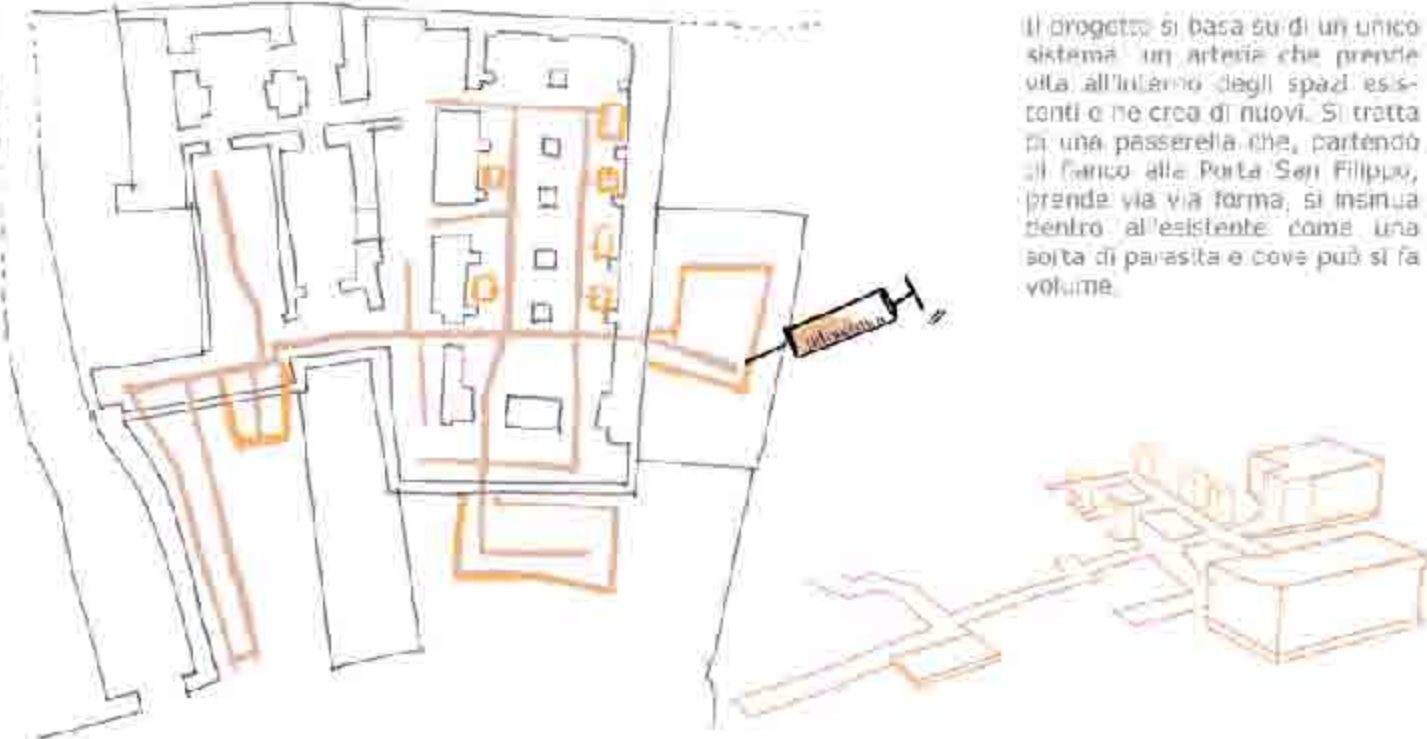 Il progetto si basa su di un unico
sistema un arteria che prende
vita all'interno degli spazi esis-
tenti e ne crea di nuovi. Si tratta
di una passerella che, partendo
di fianco alla Porta San Filippo,
prende via via forma, si insinua
dentro all'esistente come una
sorta di parasita e dove può si fa
volume.